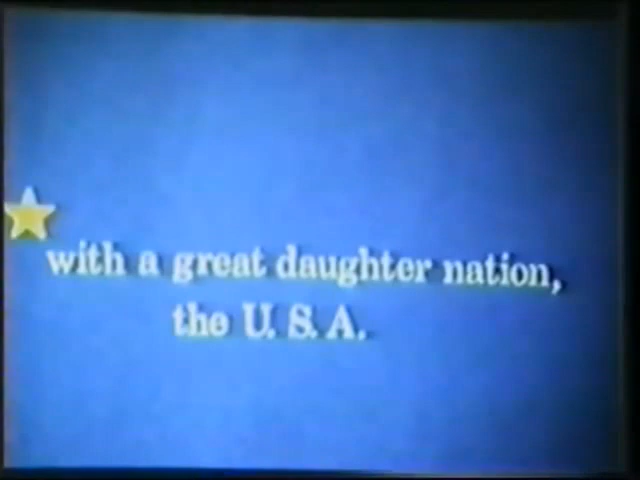 with a great daughter nation,
the U. S. A.